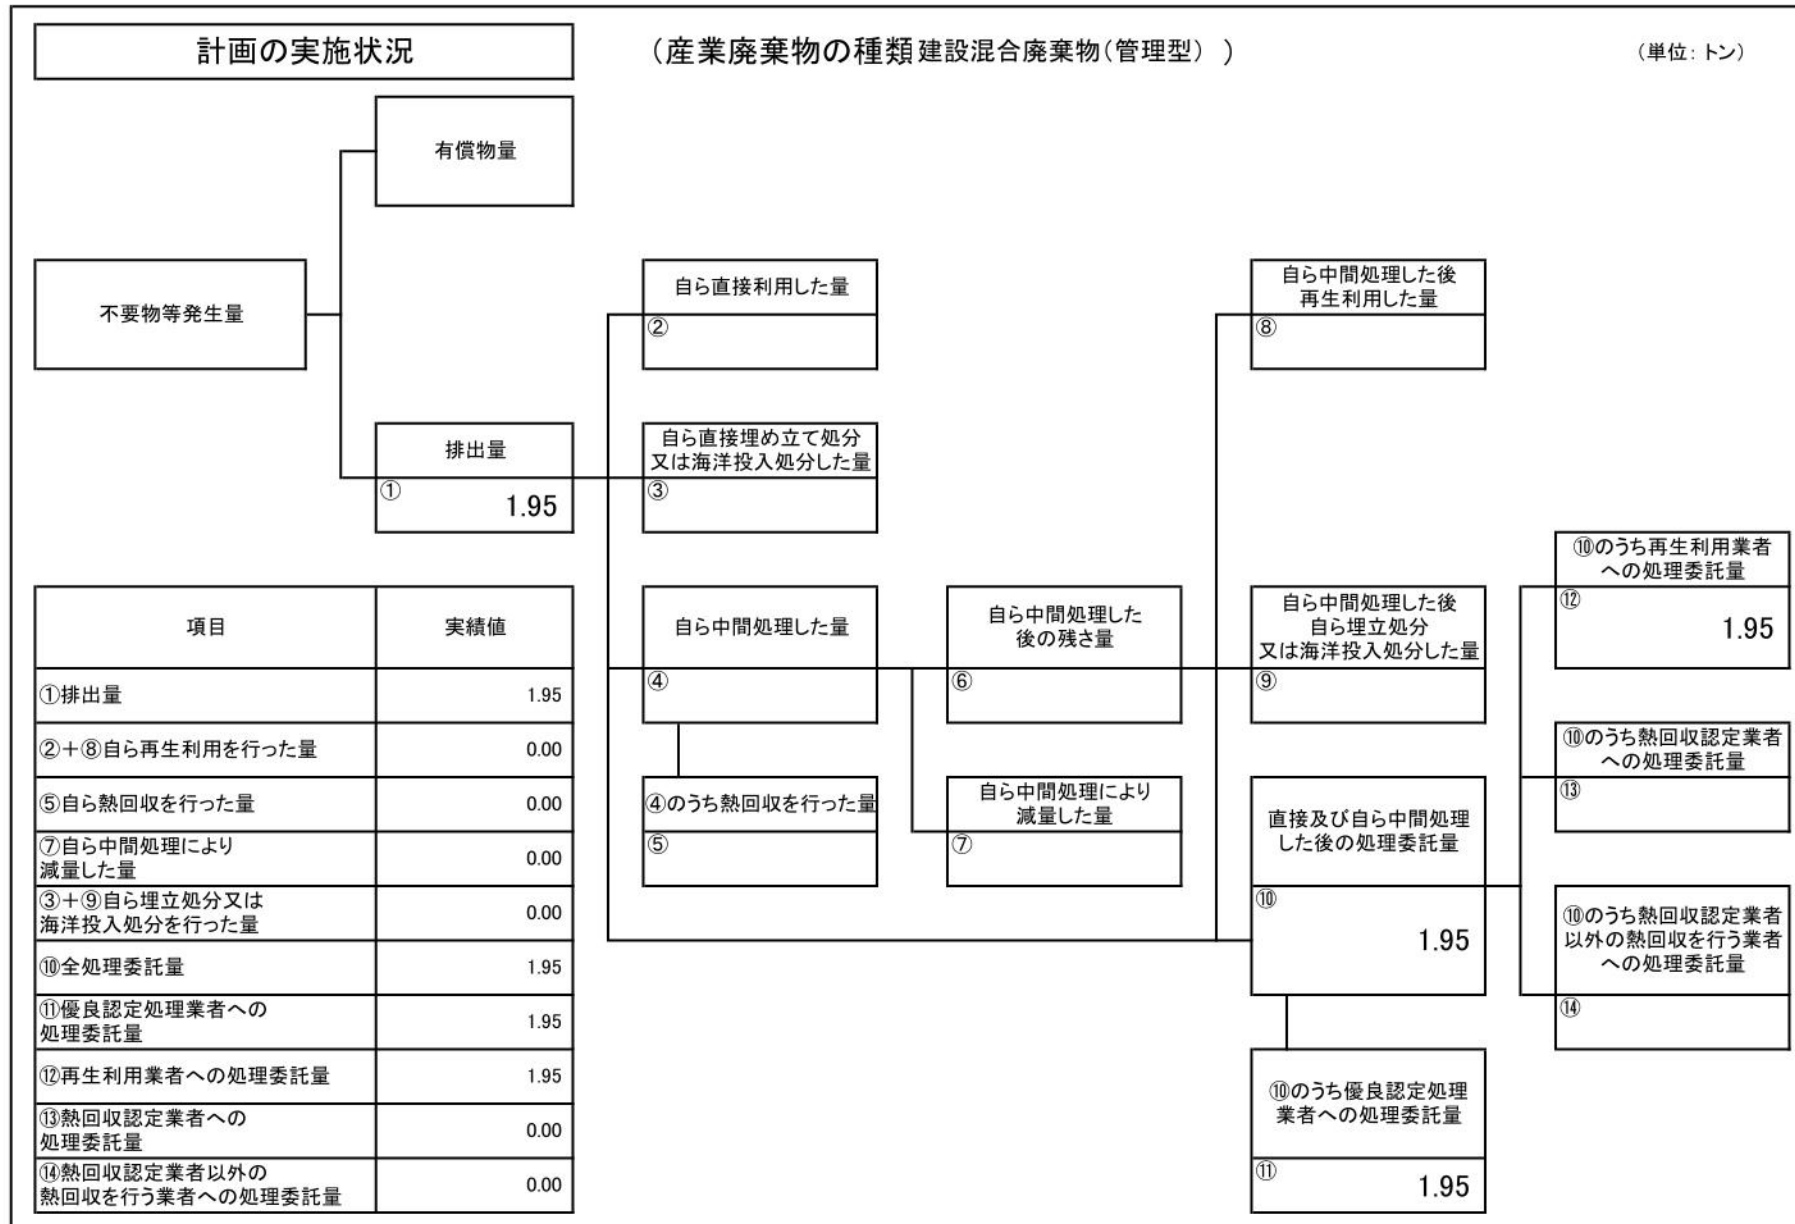 計画の実施状況
(産業廃棄物の種類 建設混合廃棄物(管理型) )
(単位: トン)
有償物量
不要物等発生量
自ら直接利用した量
②
自ら中間処理した後
再生利用した量
⑧
排出量
①
1.95
自ら直接埋め立て処分
又は海洋投入処分した量
③
⑩のうち再生利用業者
への処理委託量
⑫
1.95
自ら中間処理した量
④
自ら中間処理した
後の残さ量
⑥
自ら中間処理した後
自ら埋立処分
又は海洋投入処分した量
⑨
⑩のうち熱回収認定業者
への処理委託量
⑬
④のうち熱回収を行った量
⑤
自ら中間処理により
減量した量
⑦
直接及び自ら中間処理
した後の処理委託量
⑩
1.95
⑩のうち熱回収認定業者
以外の熱回収を行う業者
への処理委託量
⑭
⑩のうち優良認定処理
業者への処理委託量
⑪
1.95
項目 実績値
①排出量 1.95
②+⑧自ら再生利用を行った量 0.00
⑤自ら熱回収を行った量 0.00
⑦自ら中間処理により
減量した量 0.00
③+⑨自ら埋立処分又は
海洋投入処分を行った量 0.00
⑩全処理委託量 1.95
⑪優良認定処理業者への
処理委託量 1.95
⑫再生利用業者への処理委託量 1.95
⑬熱回収認定業者への
処理委託量 0.00
⑭熱回収認定業者以外の
熱回収を行う業者への処理委託量 0.00